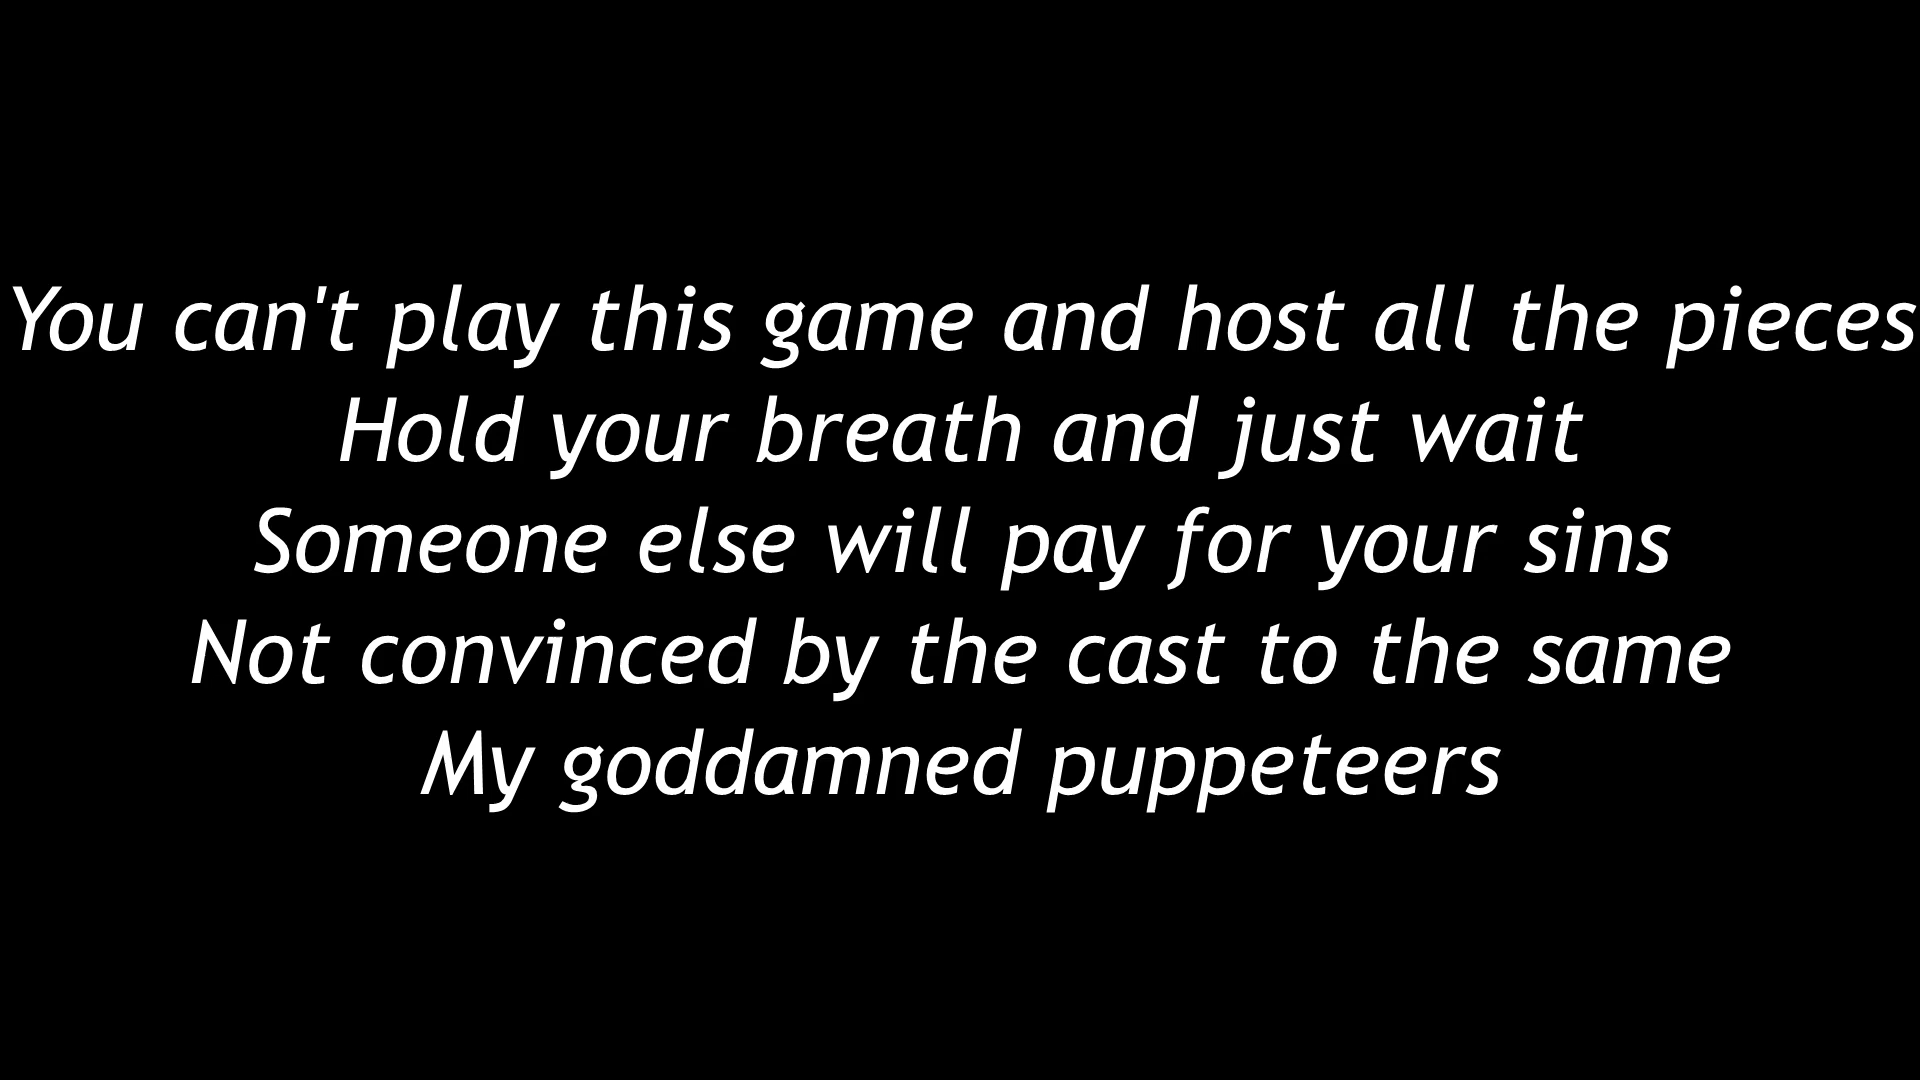 You can't play this game and host all the pieces
Hold your breath and just wait
Someone else will pay for your sins
Not convinced by the cast to the same
My goddamned puppeteers